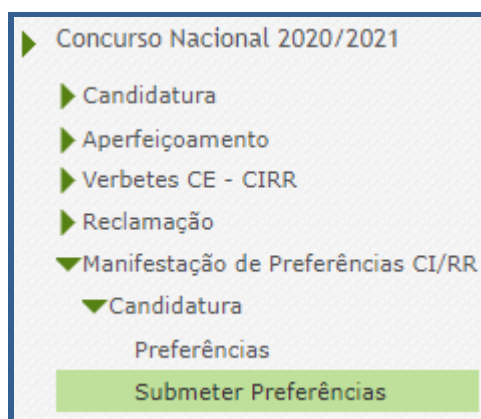 Concurso Nacional 2020/2021
Candidatura
Aperfeiçoamento
Verbetes CE - CIRR
Reclamação
Manifestação de Preferências CI/RR
Candidatura
Preferências
Submeter Preferências